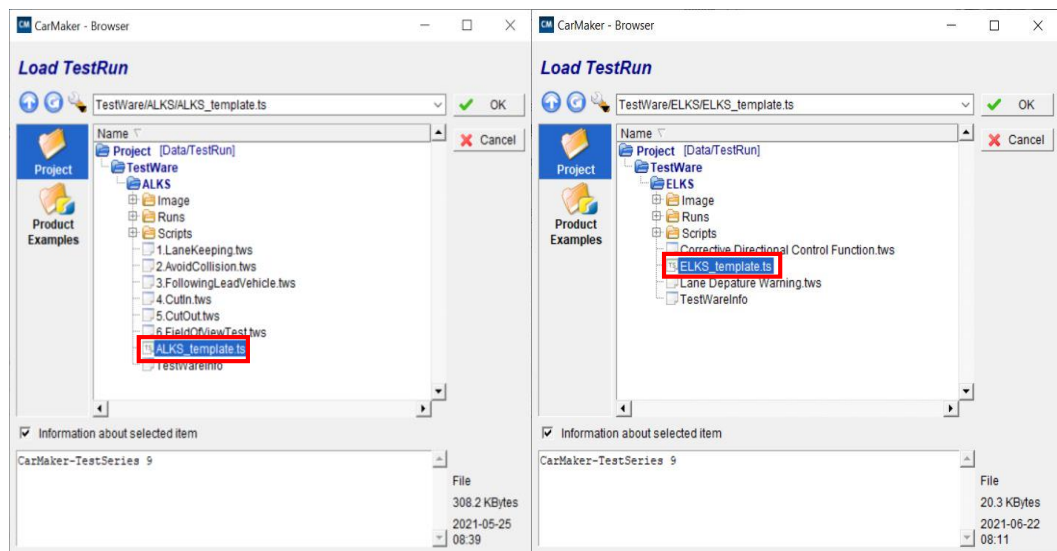 CM CarMaker - Browser
Load TestRun
TestWare/ALKS/ALKS_template.ts
OK
Cancel
Project
Product
Examples
Name
Project [Data/TestRun]
TestWare
ALKS
Image
Runs
Scripts
1.LaneKeeping.tws
2.AvoidCollision.tws
3.FollowingLeadVehicle.tws
4.CutIn.tws
5.CutOut.tws
6.FieldOfViewTest.tws
ALKS_template.ts
TestWareInfo
Information about selected item
CarMaker-TestSeries 9
File
308.2 KBytes
2021-05-25
08:39
CM CarMaker - Browser
Load TestRun
TestWare/ELKS/ELKS_template.ts
OK
Cancel
Project
Product
Examples
Name
Project [Data/TestRun]
TestWare
ELKS
Image
Runs
Scripts
Corrective Directional Control Function.tws
ELKS_template.ts
Lane Depature Warning.tws
TestWareInfo
Information about selected item
CarMaker-TestSeries 9
File
20.3 KBytes
2021-06-22
08:11